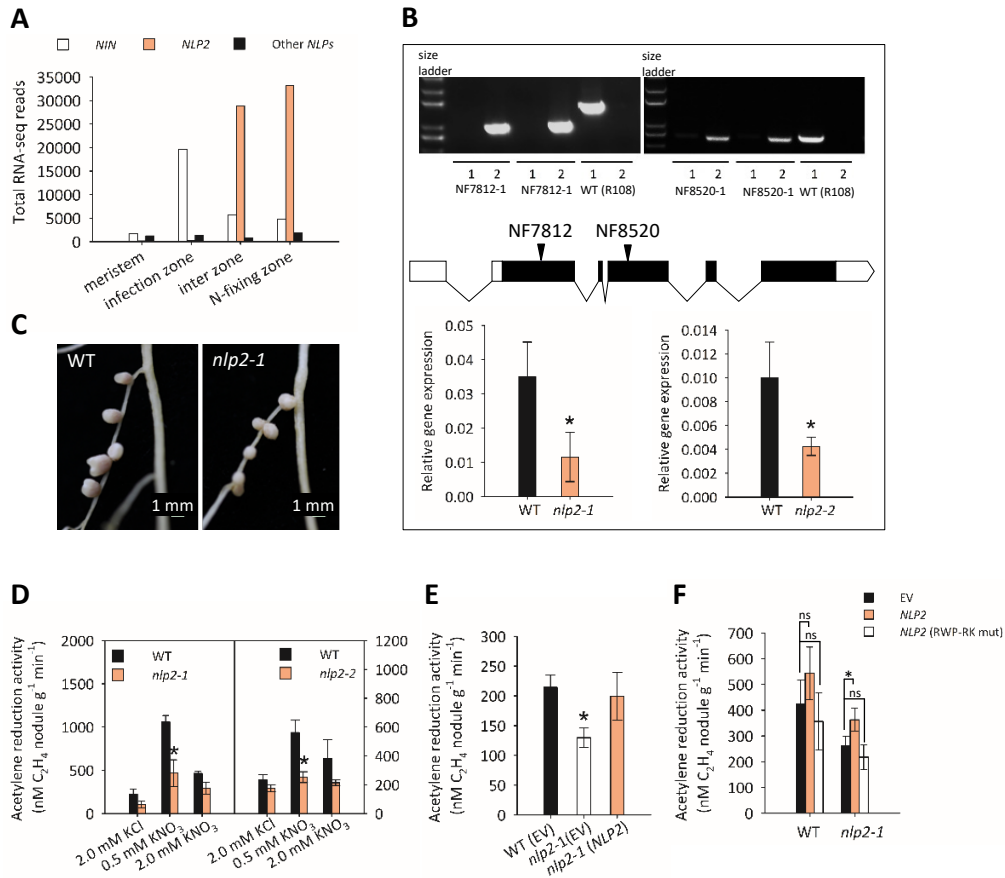 A
NIN NLP2 Other NLPs
Total RNA-seq reads
35000
30000
25000
20000
15000
10000
5000
0
meristem
infection zone
inter zone
N-fixing zone
B
size ladder
size ladder
1 2 1 2 1 2
NF7812-1 NF7812-1 WT (R108)
1 2 1 2 1 2
NF8520-1 NF8520-1 WT (R108)
NF7812 NF8520
Relative gene expression
0.05
0.04
0.03
0.02
0.01
0.00
*
WT nlp2-1
Relative gene expression
0.014
0.012
0.010
0.008
0.006
0.004
0.002
0.000
*
WT nlp2-2
C
WT
1 mm
nlp2-1
1 mm
D
Acetylene reduction activity
(nM C2H4 nodule g-1 min-1)
2000
1500
1000
500
0
WT
nlp2-1
*
2.0 mM KCl
0.5 mM KNO3
2.0 mM KNO3
WT
nlp2-2
*
2.0 mM KCl
0.5 mM KNO3
2.0 mM KNO3
1200
1000
800
600
400
200
0
E
Acetylene reduction activity
(nM C2H4 nodule g-1 min-1)
300
250
200
150
100
50
0
*
WT (EV)
nlp2-1(EV)
nlp2-1 (NLP2)
F
EV
NLP2
NLP2 (RWP-RK mut)
Acetylene reduction activity
(nM C2H4 nodule g-1 min-1)
700
600
500
400
300
200
100
0
ns
ns
*
ns
WT nlp2-1